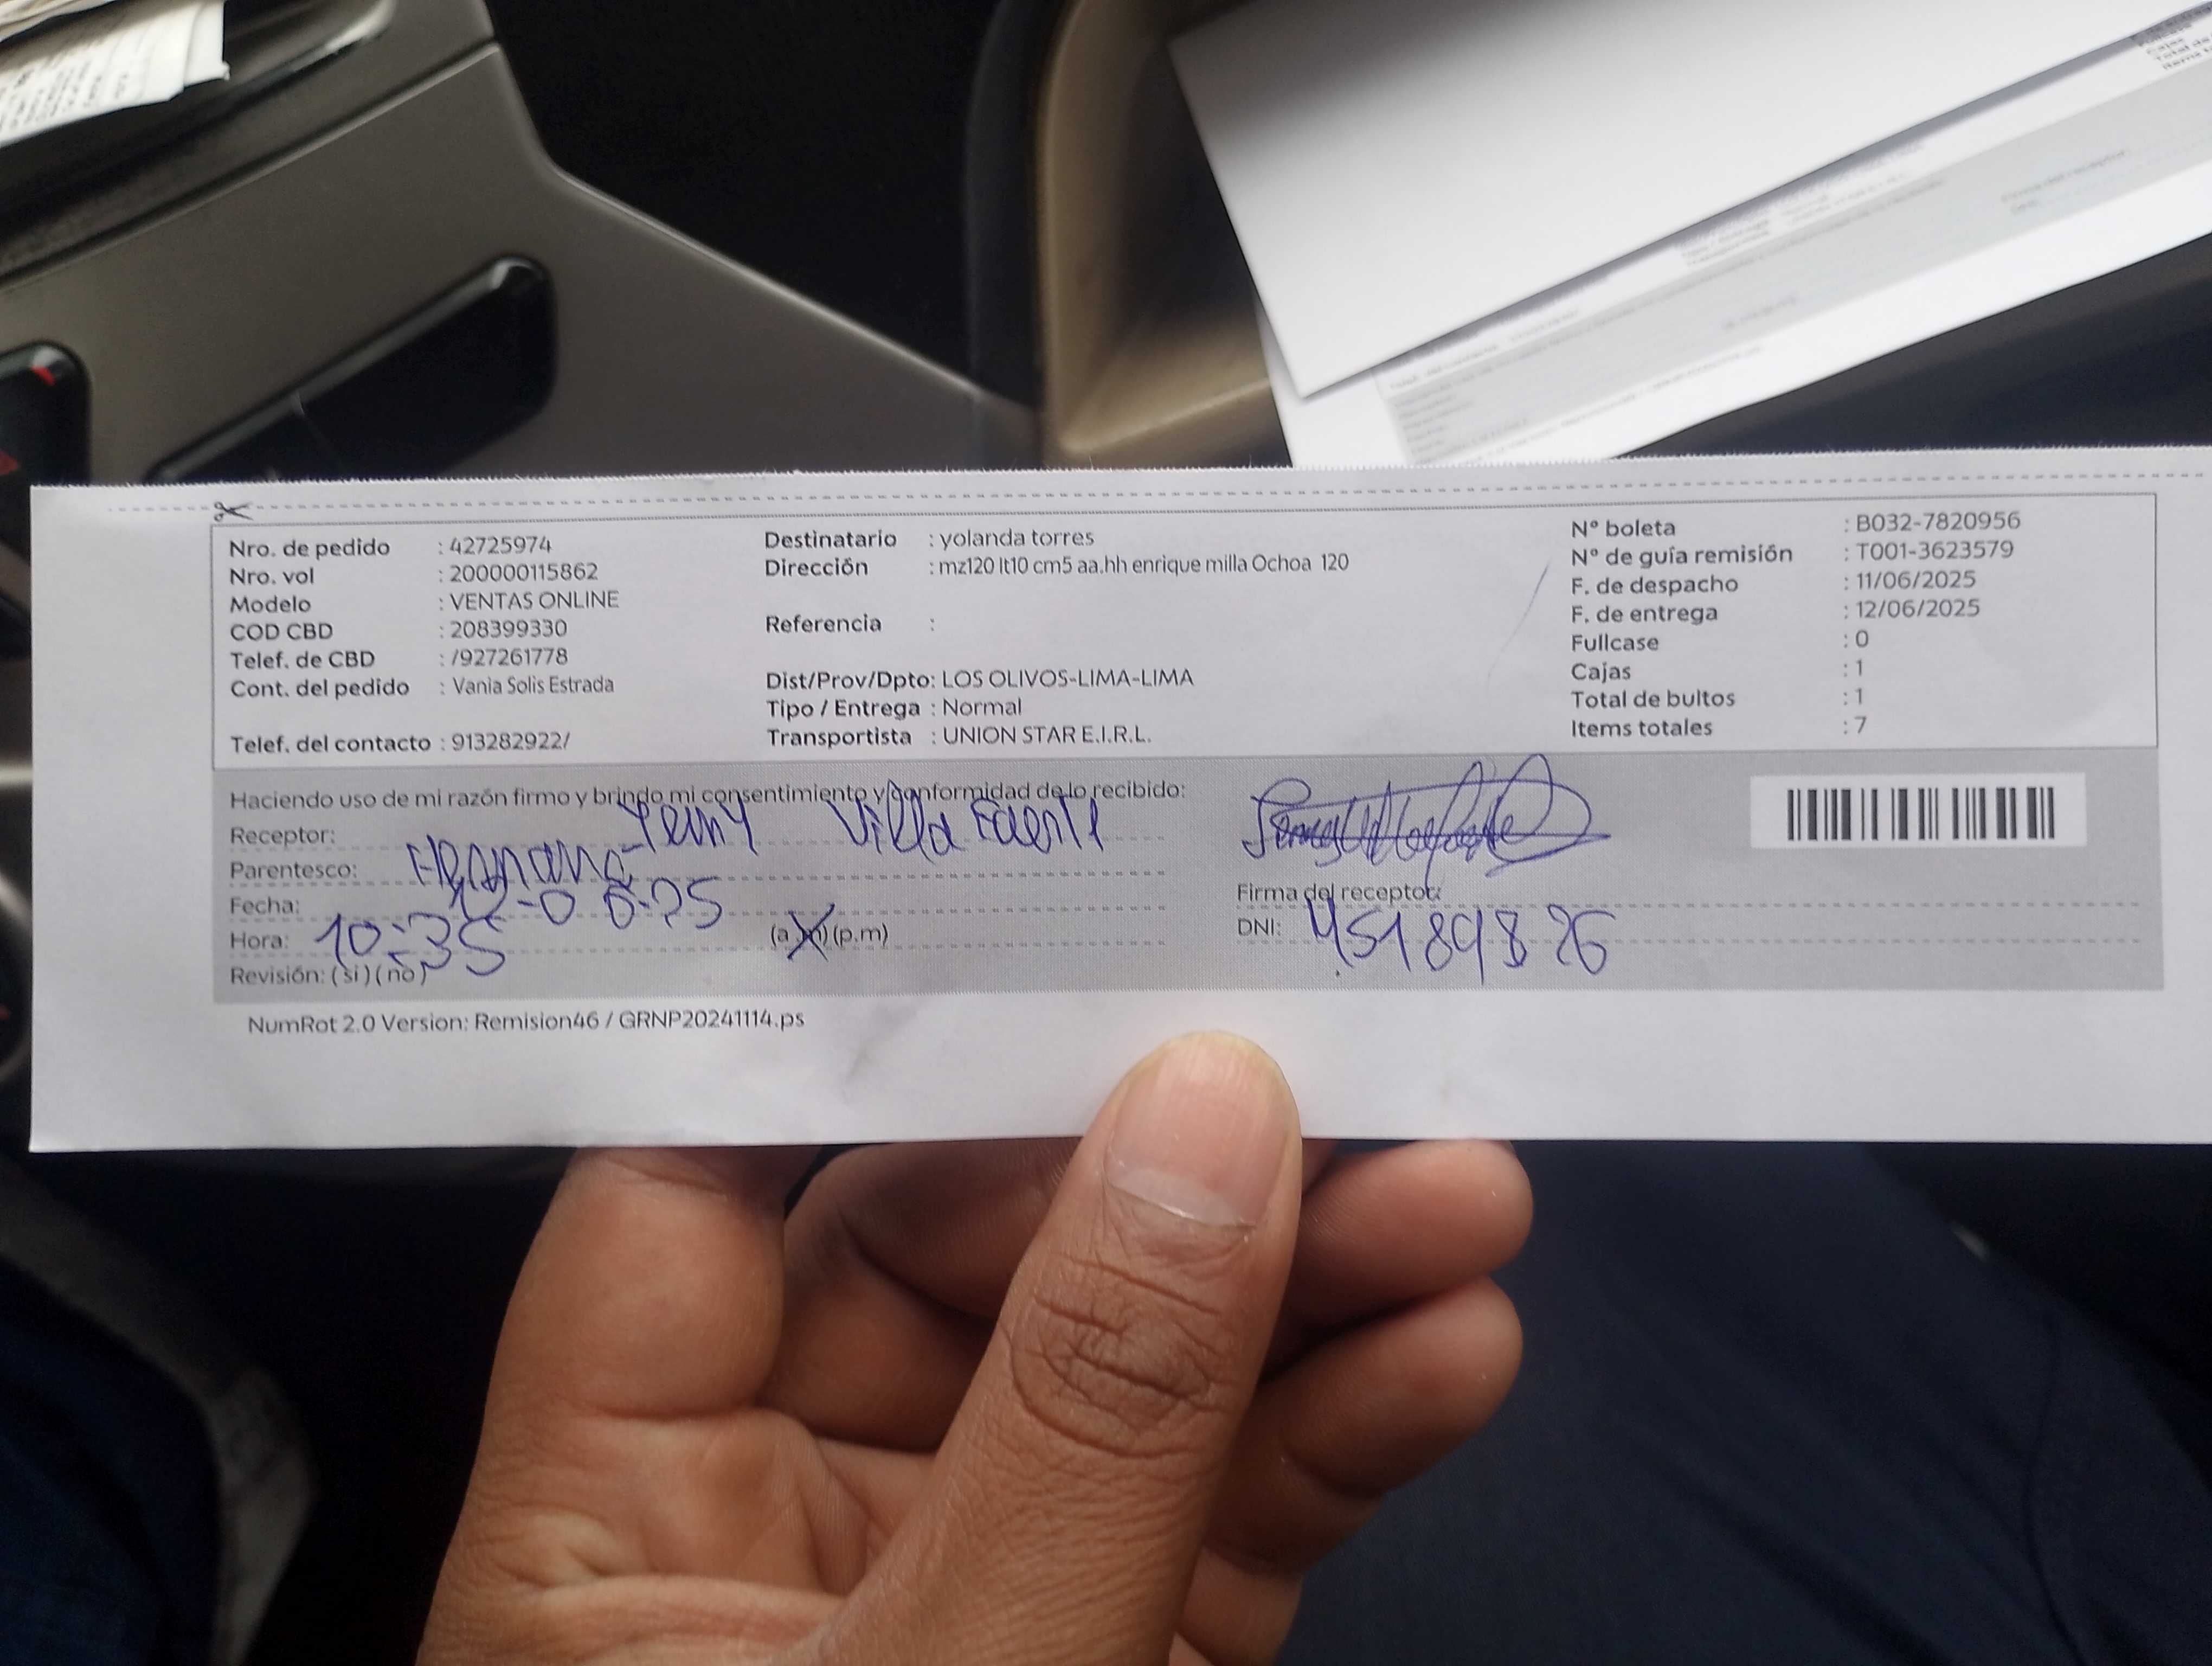 Nro. de pedido : 42725974
Nro. vol : 200000115862
Modelo : VENTAS ONLINE
COD CBD : 208399330
Telef. de CBD : /927261778
Cont. del pedido : Vania Solis Estrada
Telef. del contacto : 913282922/
Destinatario : yolanda torres
Dirección : mz120 lt10 cm5 aa.hh enrique milla Ochoa 120
Referencia :
Dist/Prov/Dpto: LOS OLIVOS-LIMA-LIMA
Tipo / Entrega : Normal
Transportista : UNION STAR E.I.R.L.
N° boleta : B032-7820956
N° de guía remisión : T001-3623579
F. de despacho : 11/06/2025
F. de entrega : 12/06/2025
Fullcase : 0
Cajas : 1
Total de bultos : 1
Items totales : 7
Haciendo uso de mi razón firmo y brindo mi consentimiento y conformidad de lo recibido:
Receptor: Villa Fuerte
Parentesco: Hermana
Fecha:
Hora: 10:35 (a.m) (p.m)
Revisión: ( si ) ( no )
Firma del receptor:
DNI:
NumRot 2.0 Version: Remision46 / GRNP20241114.ps